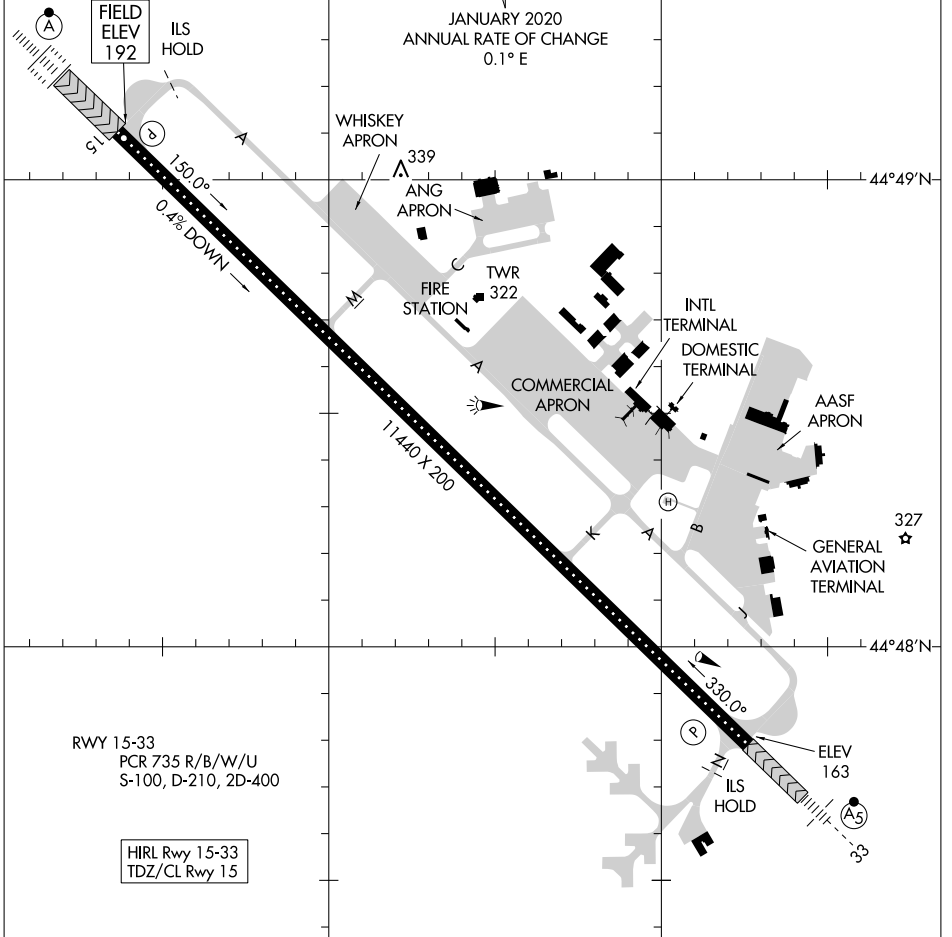 JANUARY 2020
ANNUAL RATE OF CHANGE
0.1° E
A
FIELD
ELEV
192
ILS
HOLD
15
P
A
WHISKEY
APRON
339
ANG
APRON
44°49'N
150.0°
0.4% DOWN
C
TWR
322
FIRE
STATION
M
INTL
TERMINAL
DOMESTIC
TERMINAL
A
COMMERCIAL
APRON
AASF
APRON
11440 X 200
H
K
A
B
327
GENERAL
AVIATION
TERMINAL
J
44°48'N
330.0°
P
ELEV
163
N
ILS
HOLD
A5
33
RWY 15-33
PCR 735 R/B/W/U
S-100, D-210, 2D-400
HIRL Rwy 15-33
TDZ/CL Rwy 15